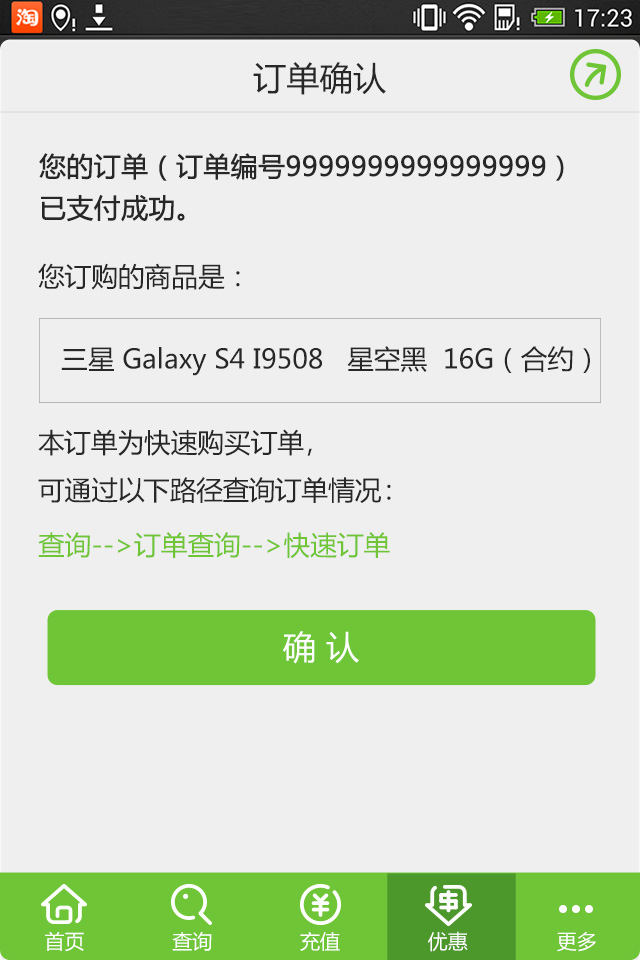 淘
17:23
订单确认
您的订单（订单编号9999999999999999）
已支付成功。
您订购的商品是：
三星 Galaxy S4 I9508 星空黑 16G（合约）
本订单为快速购买订单，
可通过以下路径查询订单情况：
查询-->订单查询-->快速订单
确 认
首页 查询 充值 优惠 更多